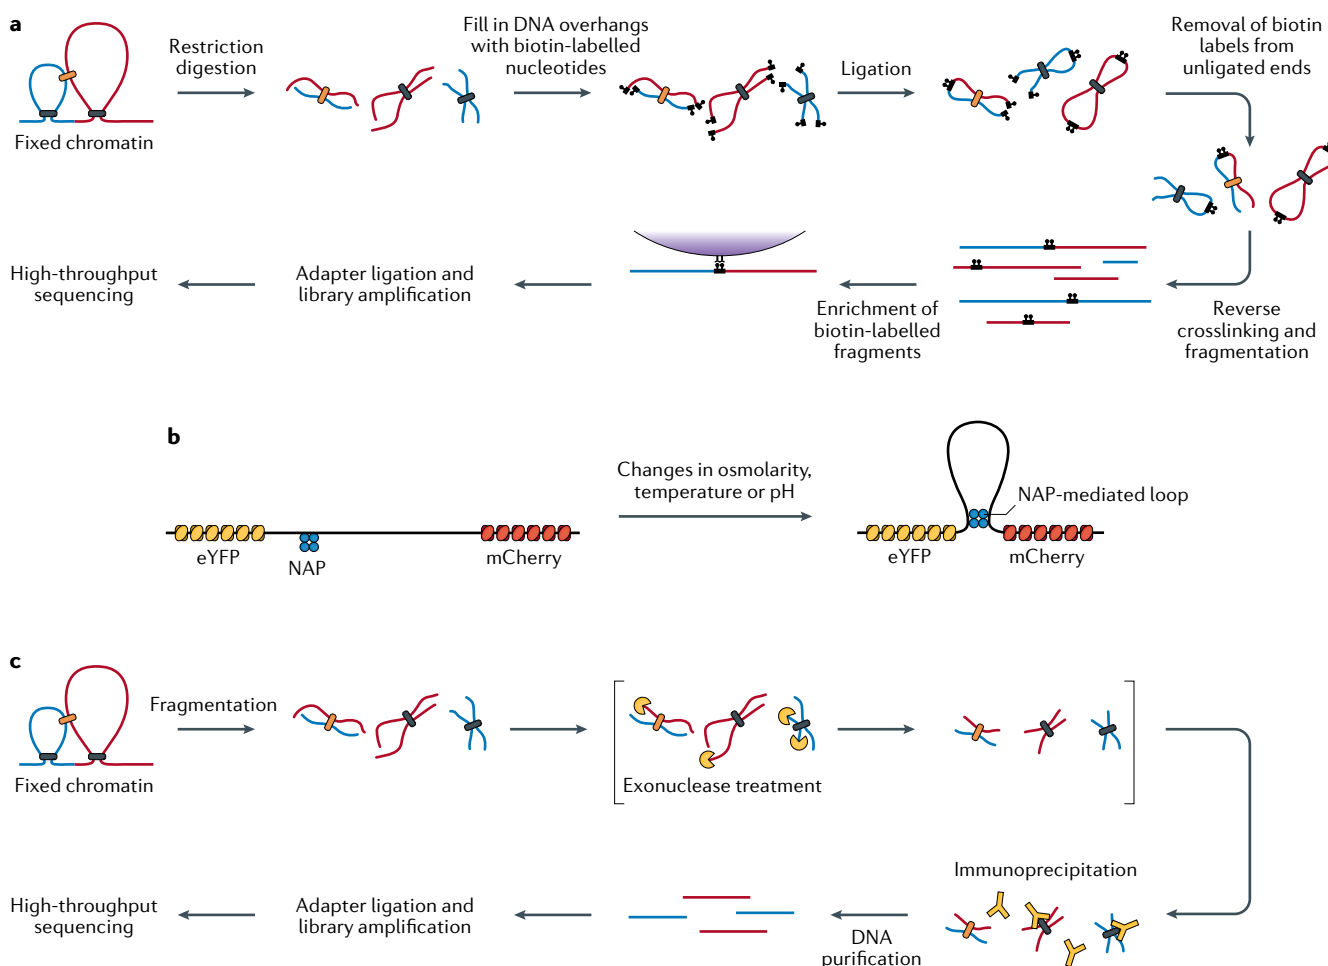 a
Fixed chromatin
Restriction
digestion
Fill in DNA overhangs
with biotin-labelled
nucleotides
Ligation
Removal of biotin
labels from
unligated ends
Reverse
crosslinking and
fragmentation
Enrichment of
biotin-labelled
fragments
Adapter ligation and
library amplification
High-throughput
sequencing
b
eYFP
NAP
mCherry
Changes in osmolarity,
temperature or pH
NAP-mediated loop
eYFP
mCherry
c
Fixed chromatin
Fragmentation
Exonuclease treatment
Immunoprecipitation
DNA
purification
Adapter ligation and
library amplification
High-throughput
sequencing